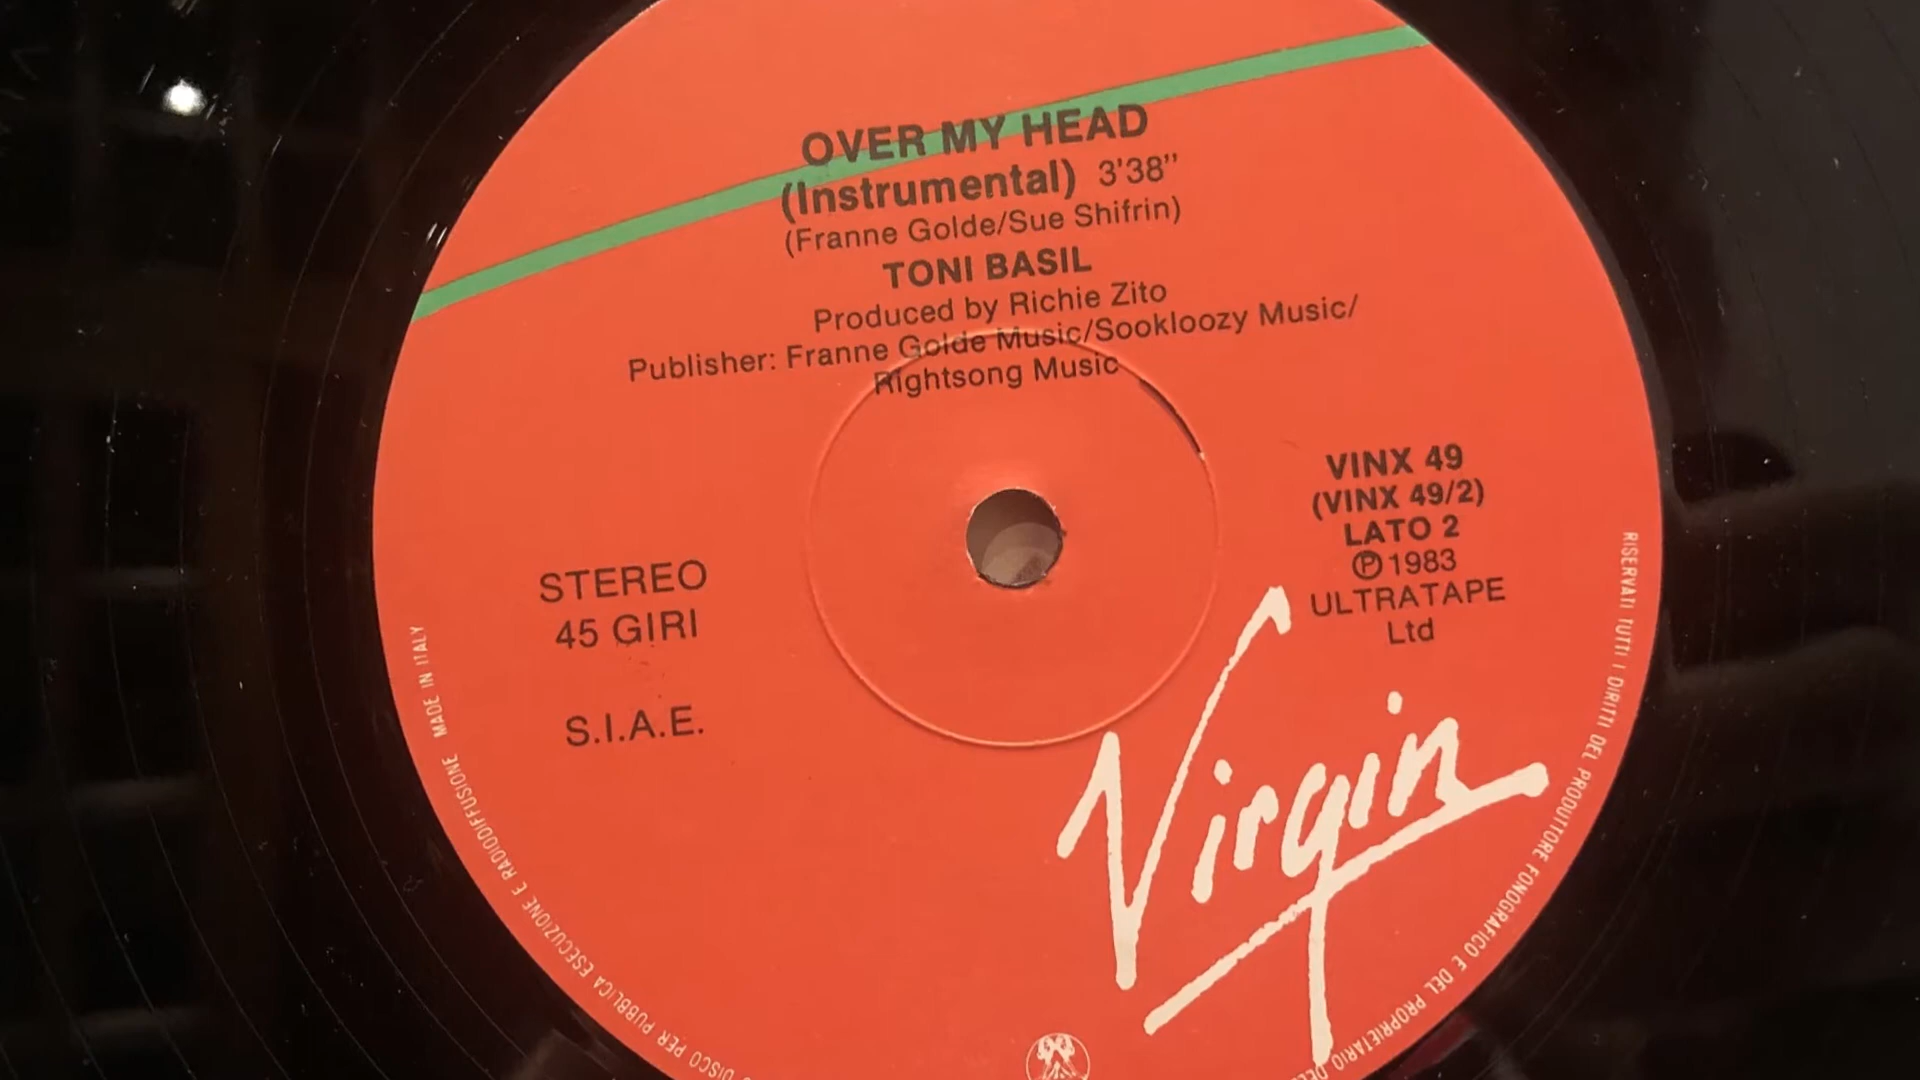 OVER MY HEAD
(Instrumental) 3'38"
(Franne Golde/Sue Shifrin)
TONI BASIL
Produced by Richie Zito
Publisher: Franne Golde Music/Sookloozy Music/
Rightsong Music
VINX 49
(VINX 49/2)
LATO 2
℗ 1983
ULTRATAPE
Ltd
STEREO
45 GIRI
S.I.A.E.
Virgin
RISERVATI TUTTI I DIRITTI DEL PRODUTTORE FONOGRAFICO E DEL PROPRIETARIO
DISCO PER PUBBLICA ESECUZIONE E RADIODIFFUSIONE MADE IN ITALY